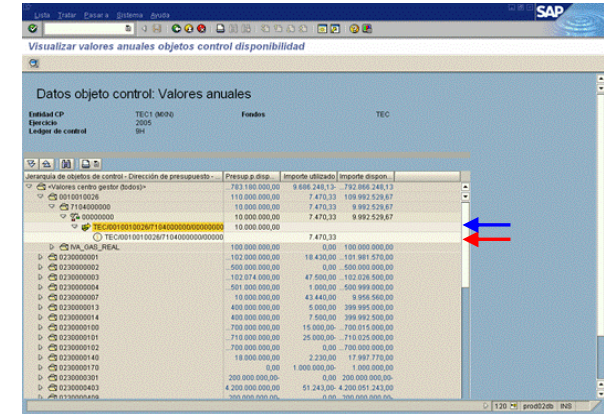 Lista Tratar Pasar a Sistema Ayuda
SAP
Visualizar valores anuales objetos control disponibilidad
Datos objeto control: Valores anuales
Entidad CP TEC1 (MXN) Fondos TEC
Ejercicio 2005
Ledger de control 9H
Jerarquía de objetos de control - Dirección de presupuesto -... Presup.p.disp... Importe utilizado Importe dispon...
<Valores centro gestor (todos)> ..783.180.000,00 9.686.248,13- ..792.866.248,13
0010010026 110.000.000,00 7.470,33 109.992.529,67
7104000000 10.000.000,00 7.470,33 9.992.529,67
00000000 10.000.000,00 7.470,33 9.992.529,67
TEC/0010010026/7104000000/00000000 10.000.000,00
TEC/0010010026/7104000000/00000 7.470,33
IVA_GAS_REAL 100.000.000,00 0,00 100.000.000,00
0230000001 ..102.000.000,00 18.430,00 ..101.981.570,00
0230000002 ..500.000.000,00 0,00 ..500.000.000,00
0230000003 ..102.074.000,00 47.500,00 ..102.026.500,00
0230000004 ..501.000.000,00 1.000,00 ..500.999.000,00
0230000007 10.000.000,00 43.440,00 9.956.560,00
0230000013 400.000.000,00 5.000,00 399.995.000,00
0230000014 400.000.000,00 7.500,00 399.992.500,00
0230000100 ..700.000.000,00 15.000,00- ..700.015.000,00
0230000101 ..710.000.000,00 25.000,00- ..710.025.000,00
0230000102 ..700.000.000,00 0,00 ..700.000.000,00
0230000140 18.000.000,00 2.230,00 17.997.770,00
0230000170 0,00 1.000.000,00- 1.000.000,00
0230000301 200.000.000,00- 0,00 200.000.000,00-
0230000403 4.200.000.000,00 51.243,00- 4.200.051.243,00
0230000409 200.000.000,00- 0,00 200.000.000,00-
120 prod02db INS